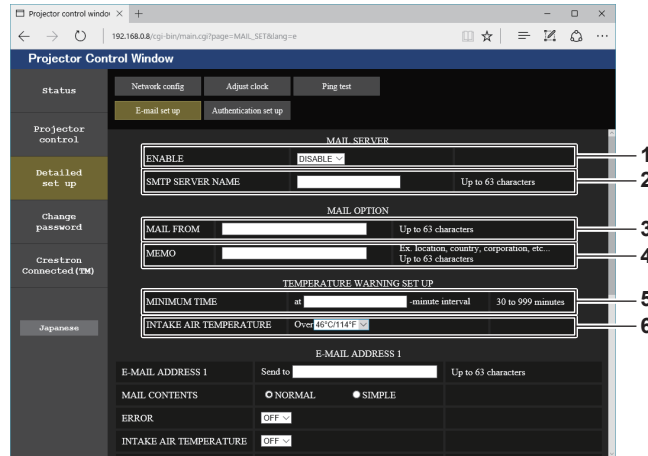 Projector control windov
192.168.0.8/cgi-bin/main.cgi?page=MAIL_SET&lang=e
Projector Control Window
Status
Network config
Adjust clock
Ping test
E-mail set up
Authentication set up
Projector
control
MAIL SERVER
ENABLE
DISABLE
1
SMTP SERVER NAME
Up to 63 characters
2
Detailed
set up
MAIL OPTION
MAIL FROM
Up to 63 characters
3
Change
password
MEMO
Ex. location, country, corporation, etc...
Up to 63 characters
4
Crestron
Connected(TM)
TEMPERATURE WARNING SET UP
MINIMUM TIME
at
-minute interval
30 to 999 minutes
5
INTAKE AIR TEMPERATURE
Over 46°C/114°F
6
Japanese
E-MAIL ADDRESS 1
E-MAIL ADDRESS 1
Send to
Up to 63 characters
MAIL CONTENTS
NORMAL
SIMPLE
ERROR
OFF
INTAKE AIR TEMPERATURE
OFF